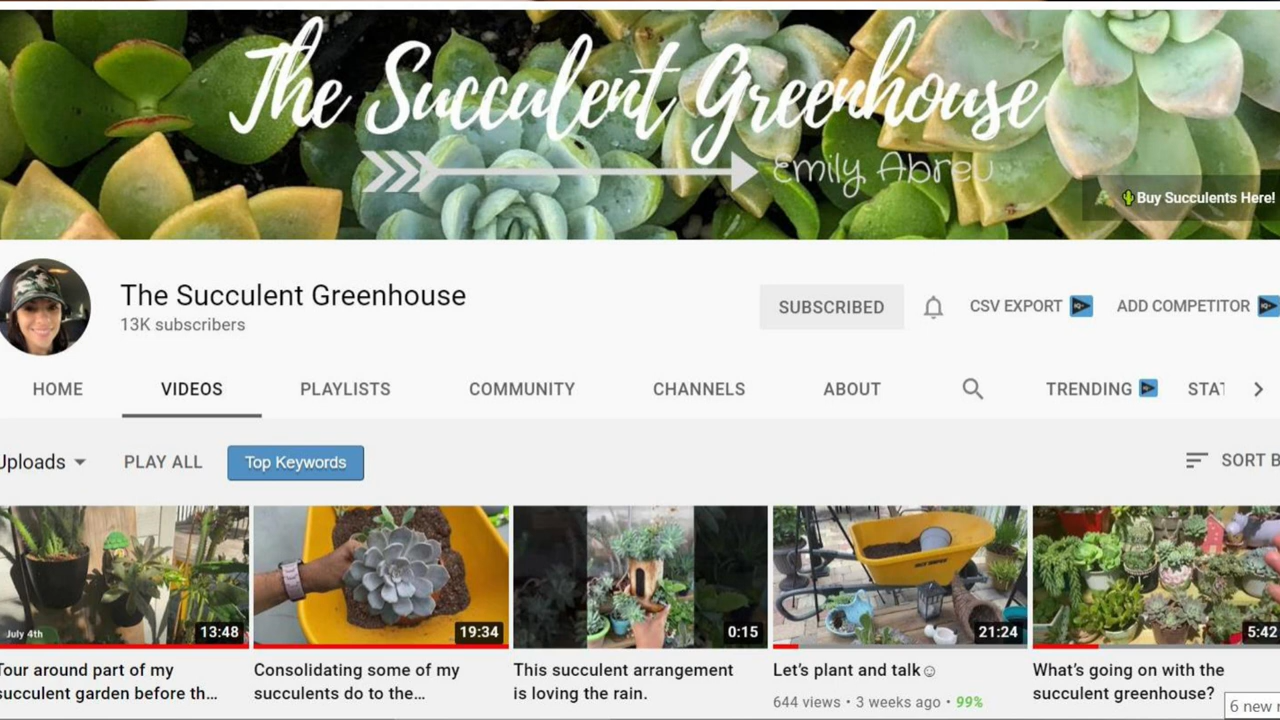 The Succulent Greenhouse
Emily Abreu
Buy Succulents Here!
The Succulent Greenhouse
13K subscribers
SUBSCRIBED
CSV EXPORT
ADD COMPETITOR
HOME
VIDEOS
PLAYLISTS
COMMUNITY
CHANNELS
ABOUT
TRENDING
STAT
Uploads
PLAY ALL
Top Keywords
SORT B
July 4th
13:48
19:34
0:15
21:24
5:42
Tour around part of my
succulent garden before th...
Consolidating some of my
succulents do to the...
This succulent arrangement
is loving the rain.
Let’s plant and talk☺
644 views • 3 weeks ago • 99%
What’s going on with the
succulent greenhouse?
6 new